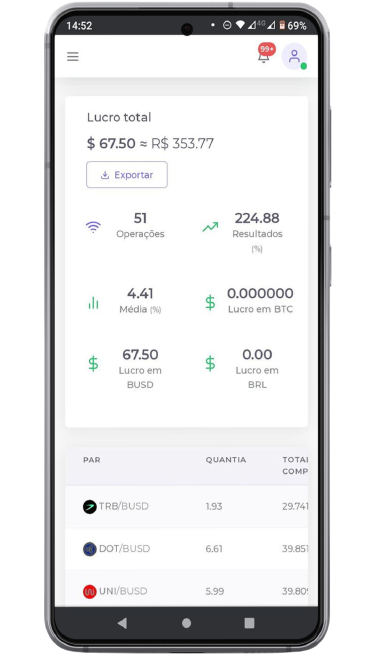 14:52
4G
69%
99+
Lucro total
$ 67.50 ≈ R$ 353.77
Exportar
51
Operações
224.88
Resultados
(%)
4.41
Média (%)
0.000000
Lucro em BTC
67.50
Lucro em
BUSD
0.00
Lucro em
BRL
PAR QUANTIA TOTAL
COMP
TRB/BUSD 1.93 29.741
DOT/BUSD 6.61 39.851
UNI/BUSD 5.99 39.809